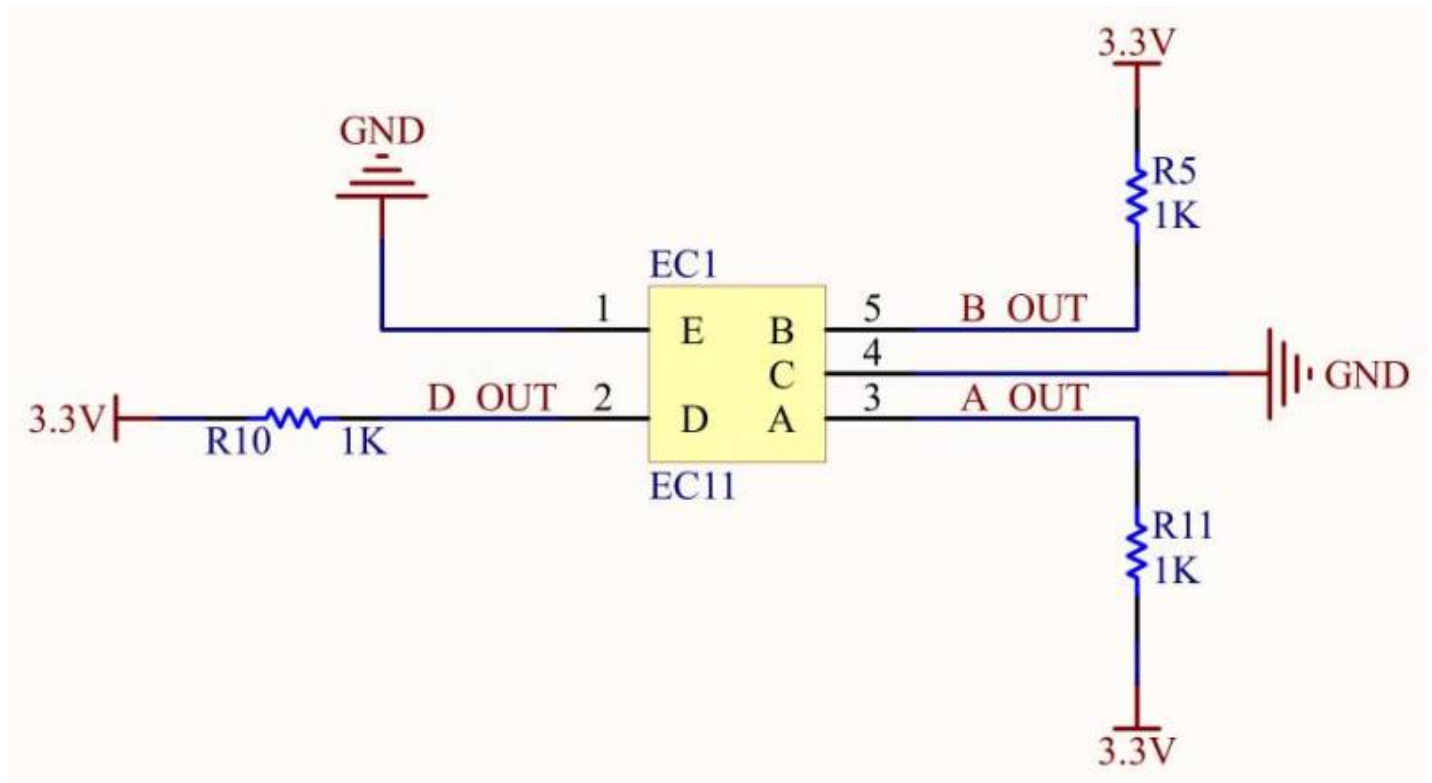 3.3V
GND
R5
1K
EC1
1
E
B
5
B OUT
C
4
GND
3.3V
R10
1K
D OUT
2
D
A
3
A OUT
EC11
R11
1K
3.3V